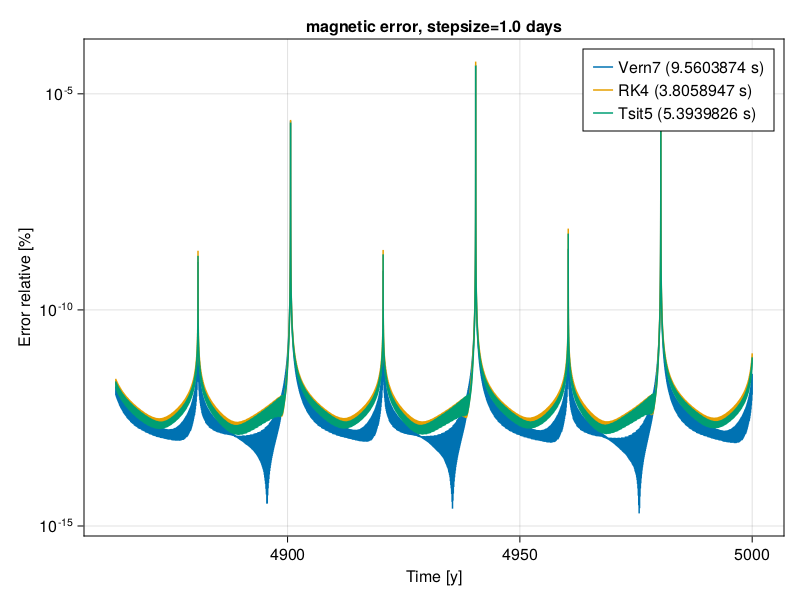 magnetic error, stepsize=1.0 days
Vern7 (9.5603874 s)
RK4 (3.8058947 s)
Tsit5 (5.3939826 s)
Error relative [%]
10⁻⁵
10⁻¹⁰
10⁻¹⁵
4900 4950 5000
Time [y]